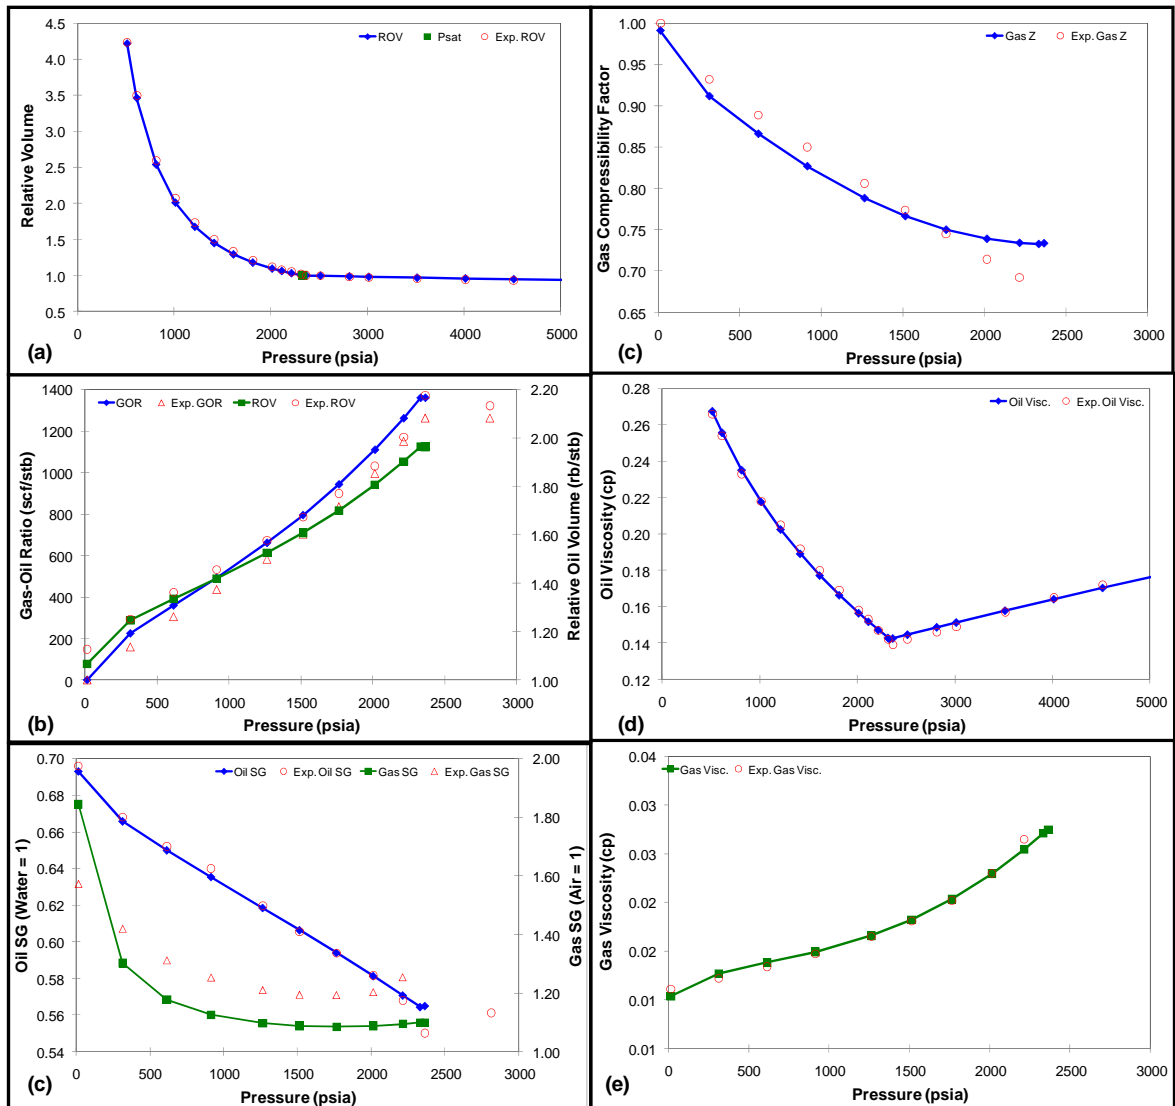 ROV Psat Exp. ROV
4.5
4.0
3.5
3.0
2.5
2.0
1.5
1.0
0.5
Relative Volume
0 1000 2000 3000 4000 5000
Pressure (psia)
(a)
Gas Z Exp. Gas Z
1.00
0.95
0.90
0.85
0.80
0.75
0.70
0.65
Gas Compressibility Factor
0 500 1000 1500 2000 2500 3000
Pressure (psia)
(c)
GOR Exp. GOR ROV Exp. ROV
1400
1200
1000
800
600
400
200
0
Gas-Oil Ratio (scf/stb)
2.20
2.00
1.80
1.60
1.40
1.20
1.00
Relative Oil Volume (rb/stb)
0 500 1000 1500 2000 2500 3000
Pressure (psia)
(b)
Oil Visc. Exp. Oil Visc.
0.28
0.26
0.24
0.22
0.20
0.18
0.16
0.14
0.12
Oil Viscosity (cp)
0 1000 2000 3000 4000 5000
Pressure (psia)
(d)
Oil SG Exp. Oil SG Gas SG Exp. Gas SG
0.70
0.68
0.66
0.64
0.62
0.60
0.58
0.56
0.54
Oil SG (Water = 1)
2.00
1.80
1.60
1.40
1.20
1.00
Gas SG (Air = 1)
0 500 1000 1500 2000 2500 3000
Pressure (psia)
(c)
Gas Visc. Exp. Gas Visc.
0.04
0.03
0.03
0.02
0.02
0.01
0.01
Gas Viscosity (cp)
0 500 1000 1500 2000 2500 3000
Pressure (psia)
(e)